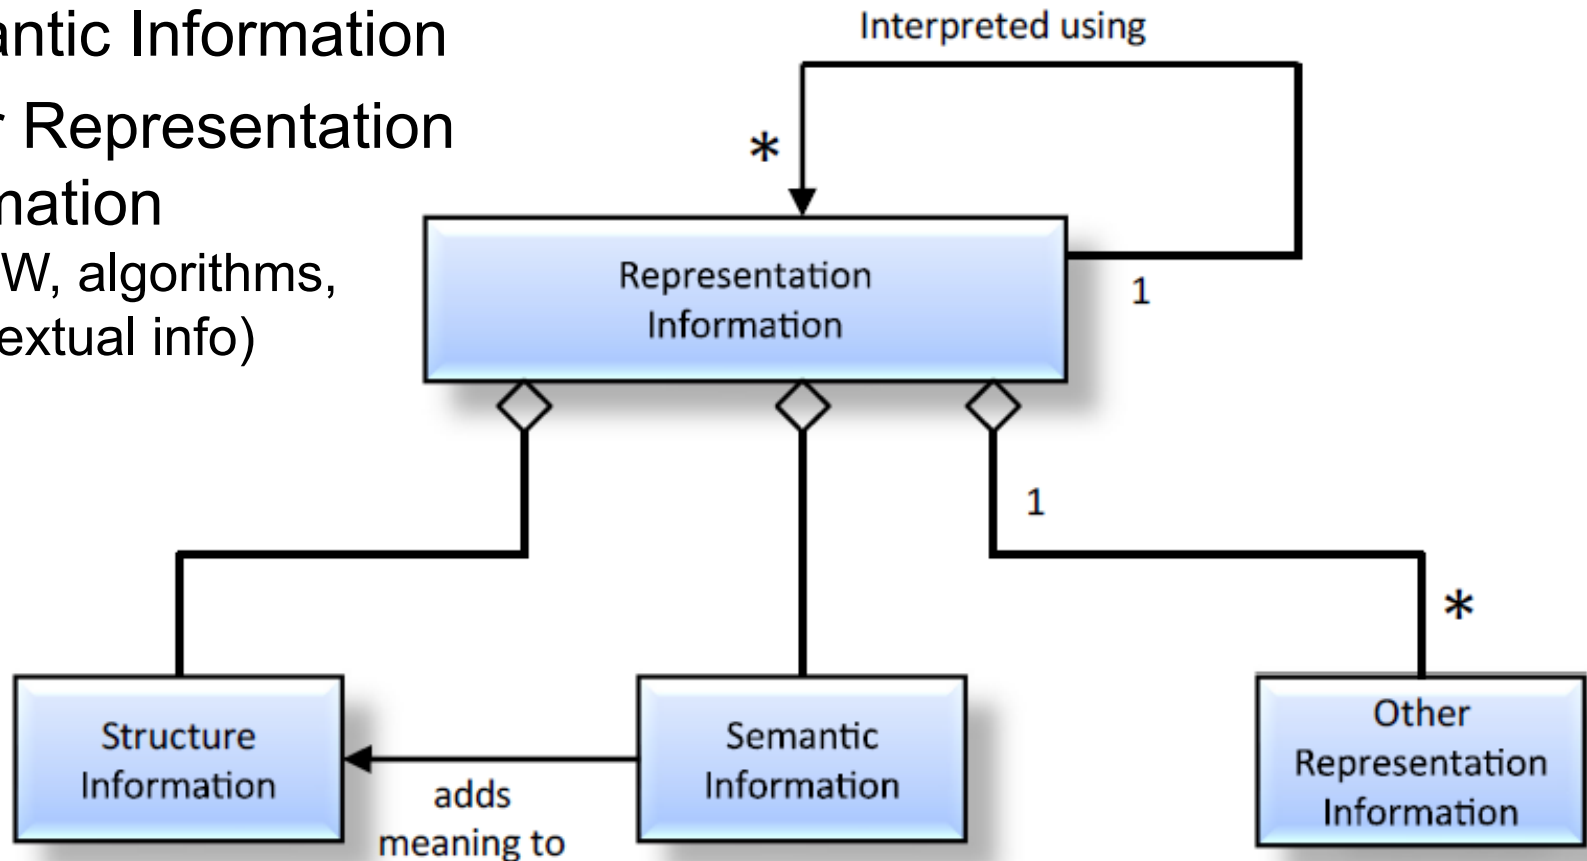 antic Information
r Representation
mation
W, algorithms,
extual info)
Interpreted using
*
1
Representation
Information
1
*
Structure
Information
adds
meaning to
Semantic
Information
Other
Representation
Information